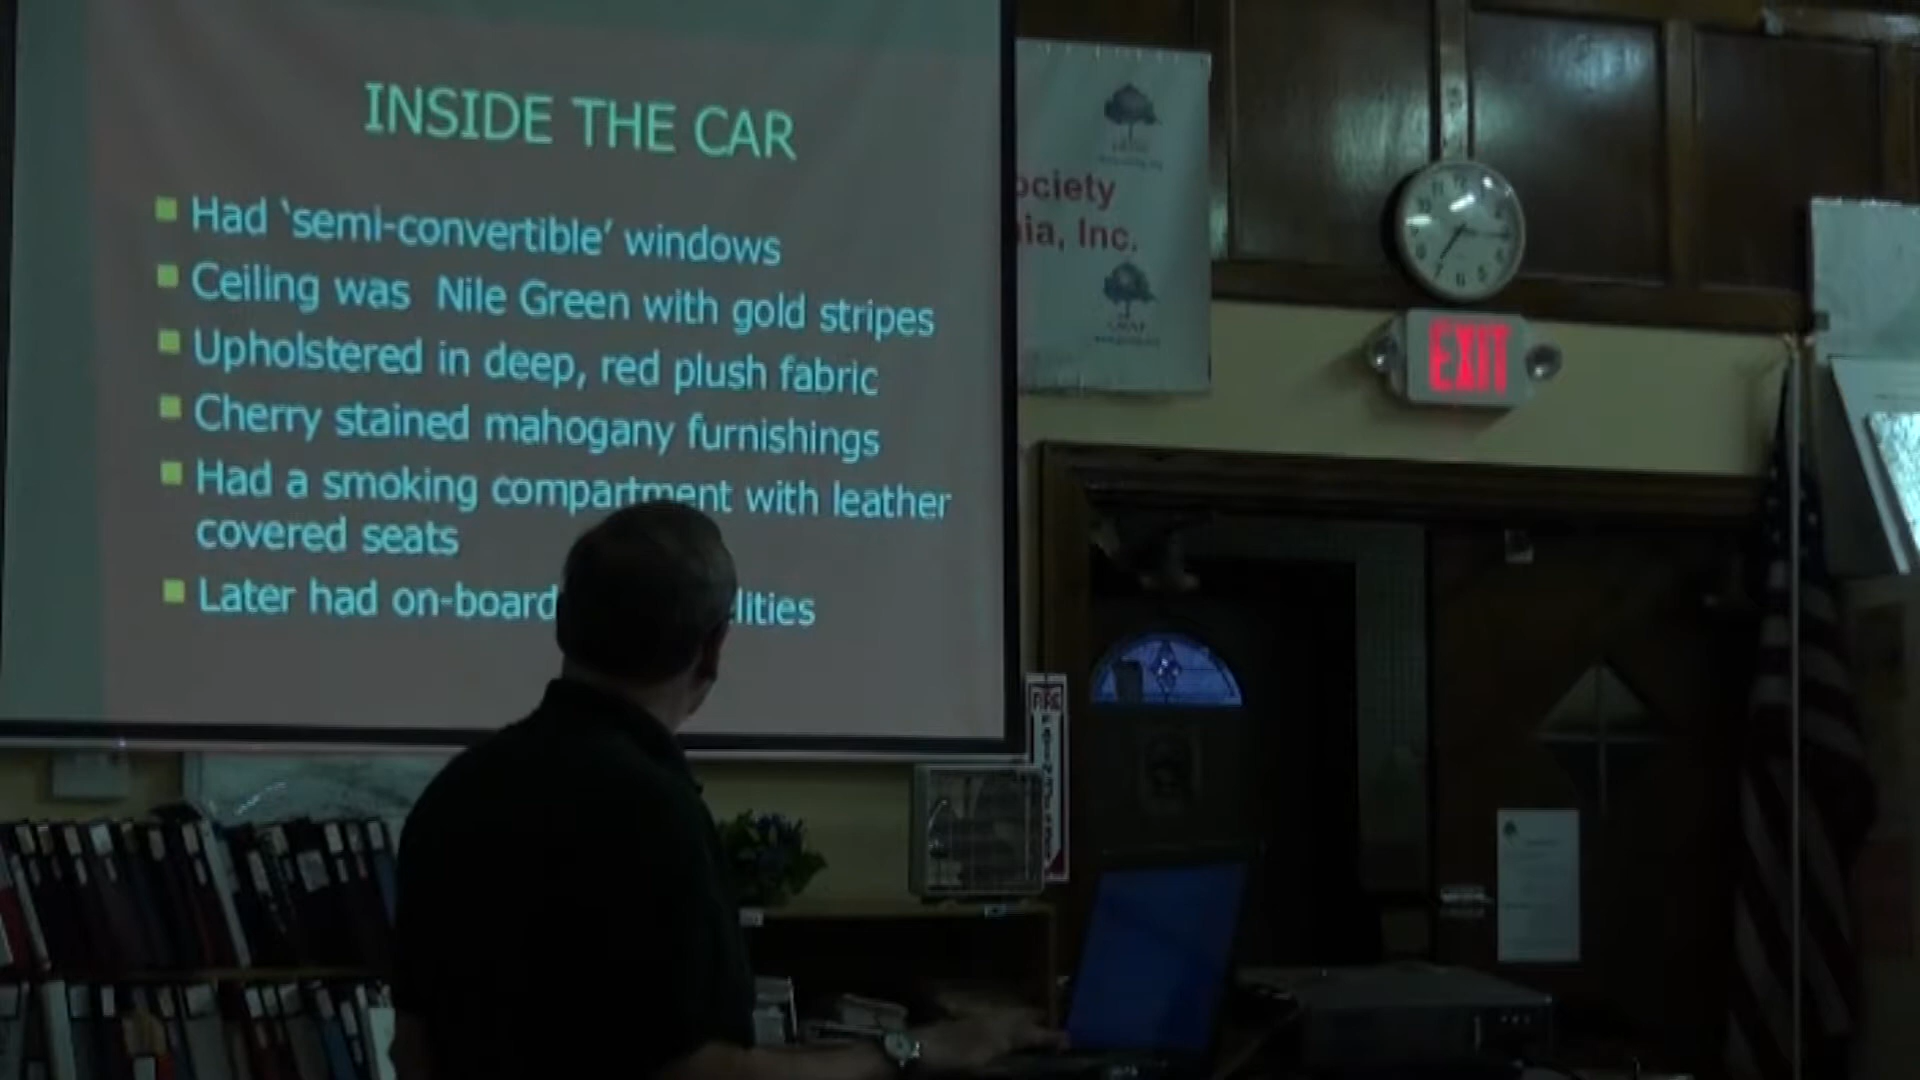 INSIDE THE CAR
Had ‘semi-convertible’ windows
Ceiling was Nile Green with gold stripes
Upholstered in deep, red plush fabric
Cherry stained mahogany furnishings
Had a smoking compartment with leather
covered seats
Later had on-board lities
ociety
ia, Inc.
EXIT
FIRE